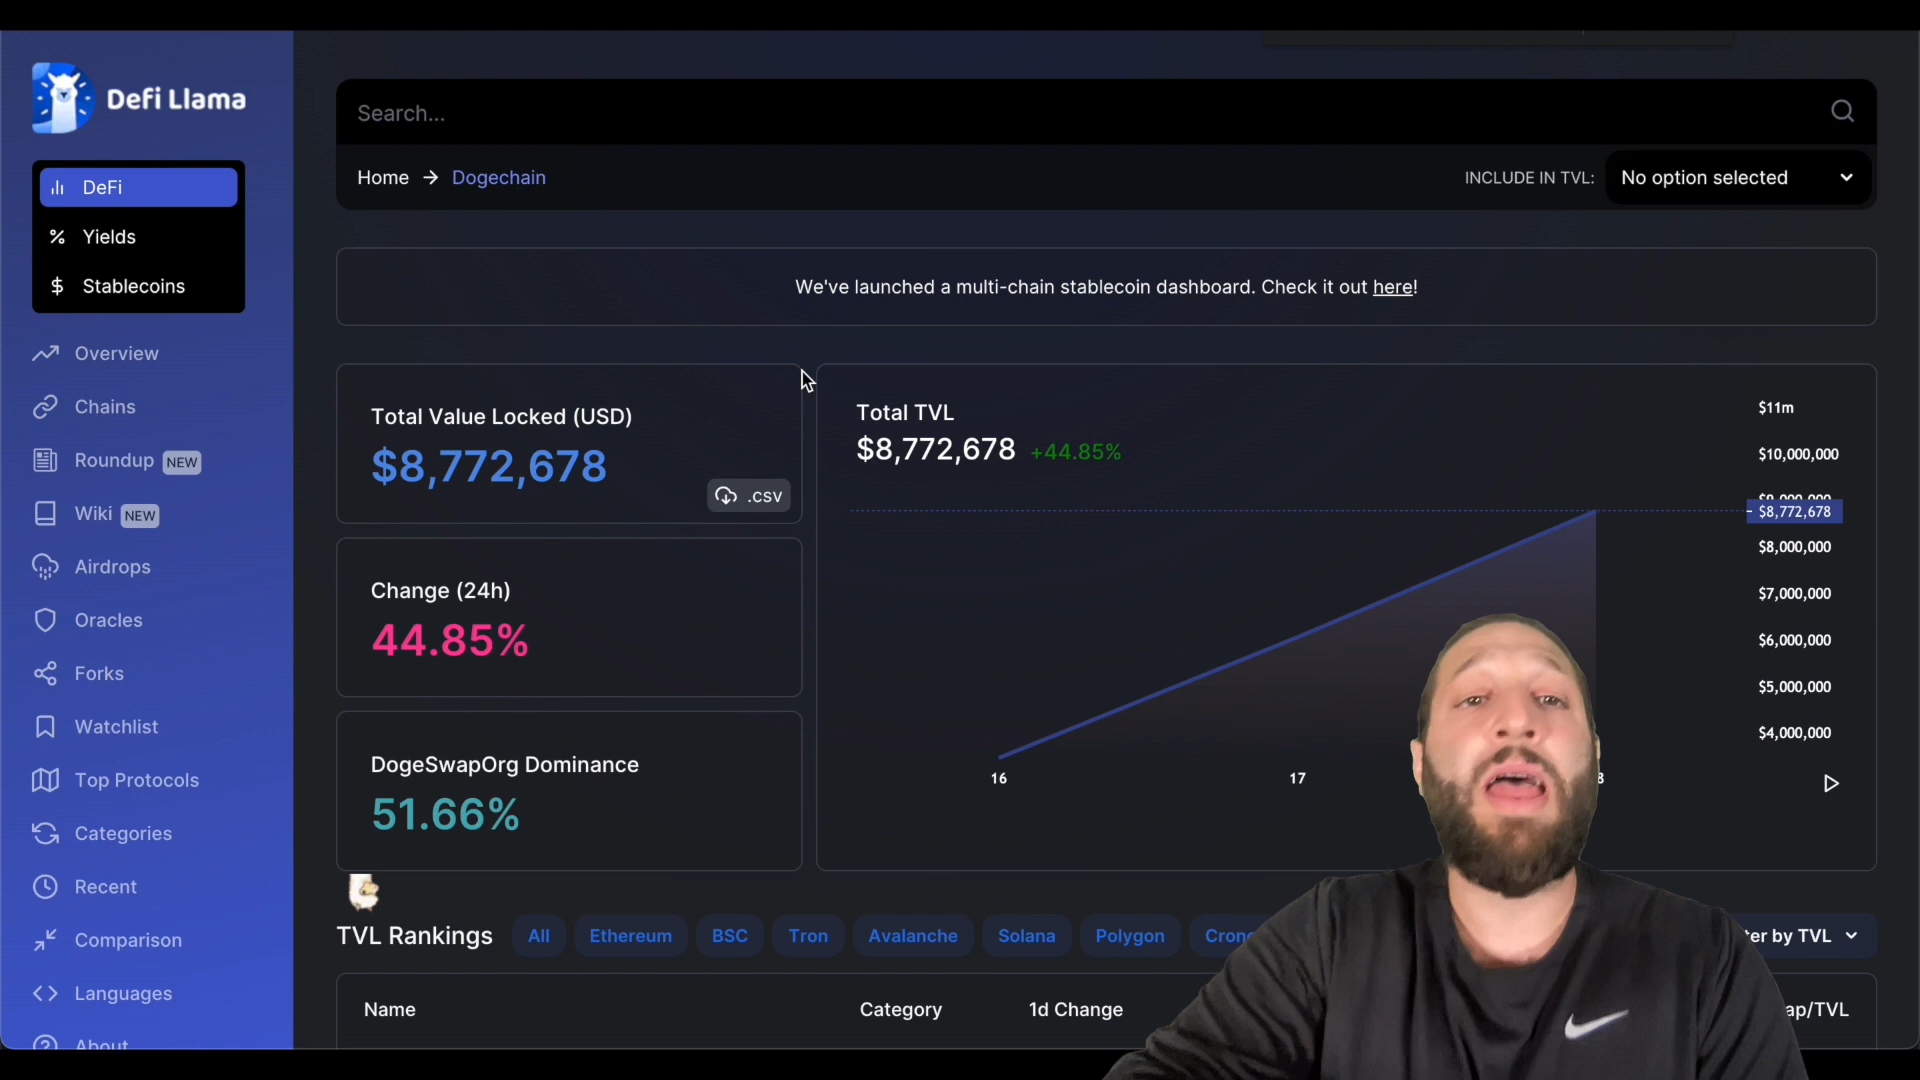 Defi Llama
DeFi
Yields
Stablecoins
Overview
Chains
Roundup NEW
Wiki NEW
Airdrops
Oracles
Forks
Watchlist
Top Protocols
Categories
Recent
Comparison
Languages
About
Search...
Home → Dogechain
INCLUDE IN TVL: No option selected
We've launched a multi-chain stablecoin dashboard. Check it out here!
Total Value Locked (USD)
$8,772,678
.csv
Change (24h)
44.85%
DogeSwapOrg Dominance
51.66%
Total TVL
$8,772,678 +44.85%
$11m
$10,000,000
$8,772,678
$8,000,000
$7,000,000
$6,000,000
$5,000,000
$4,000,000
16 17
TVL Rankings All Ethereum BSC Tron Avalanche Solana Polygon by TVL
Name Category 1d Change /TVL